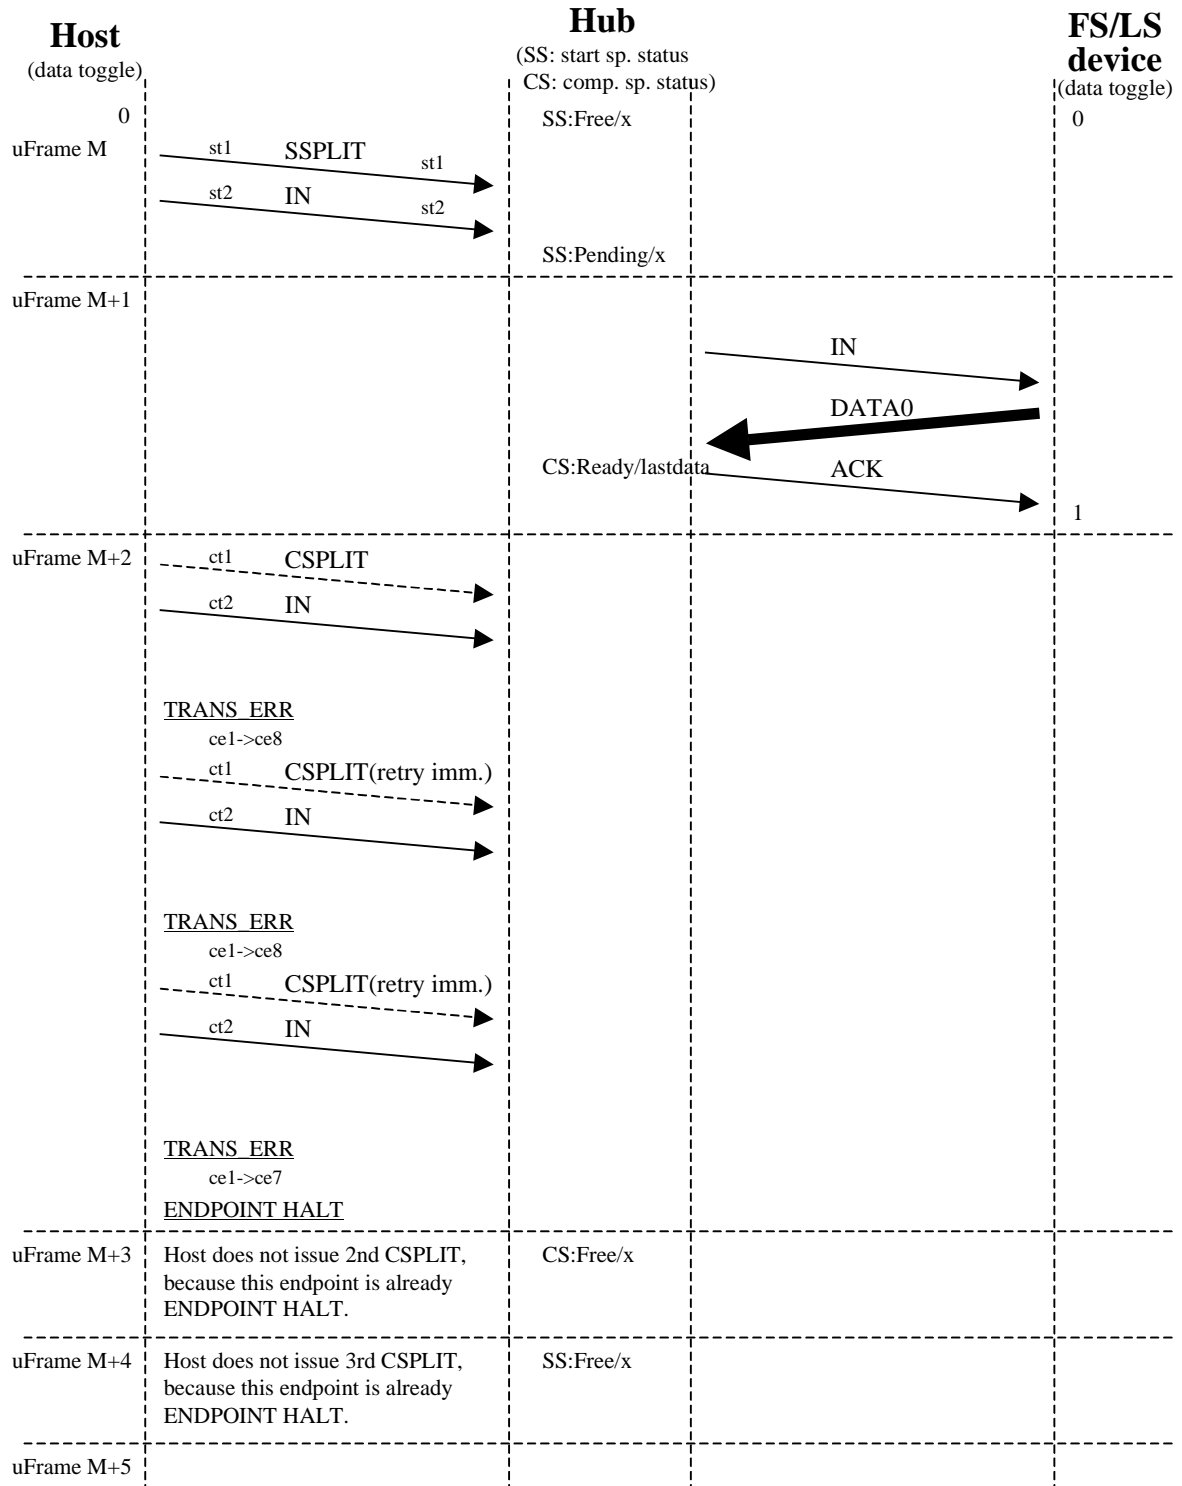 Host
(data toggle)
Hub
(SS: start sp. status
CS: comp. sp. status)
FS/LS
device
(data toggle)
0
SS:Free/x
0
uFrame M
st1 SSPLIT st1
st2 IN st2
SS:Pending/x
uFrame M+1
IN
DATA0
CS:Ready/lastdata
ACK
1
uFrame M+2
ct1 CSPLIT
ct2 IN
TRANS_ERR
ce1->ce8
ct1 CSPLIT(retry imm.)
ct2 IN
TRANS_ERR
ce1->ce8
ct1 CSPLIT(retry imm.)
ct2 IN
TRANS_ERR
ce1->ce7
ENDPOINT HALT
uFrame M+3
Host does not issue 2nd CSPLIT,
because this endpoint is already
ENDPOINT HALT.
CS:Free/x
uFrame M+4
Host does not issue 3rd CSPLIT,
because this endpoint is already
ENDPOINT HALT.
SS:Free/x
uFrame M+5